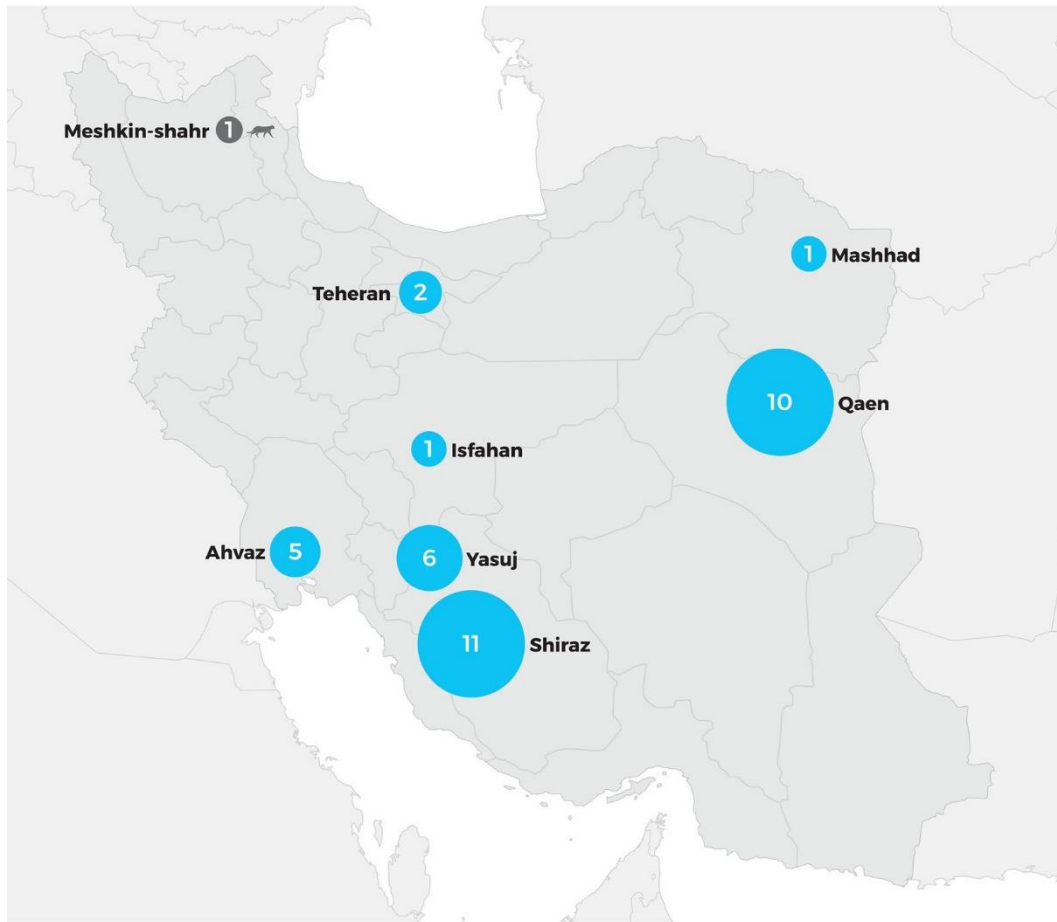 Meshkin-shahr 1
1 Mashhad
Teheran 2
10 Qaen
1 Isfahan
Ahvaz 5
6 Yasuj
11 Shiraz